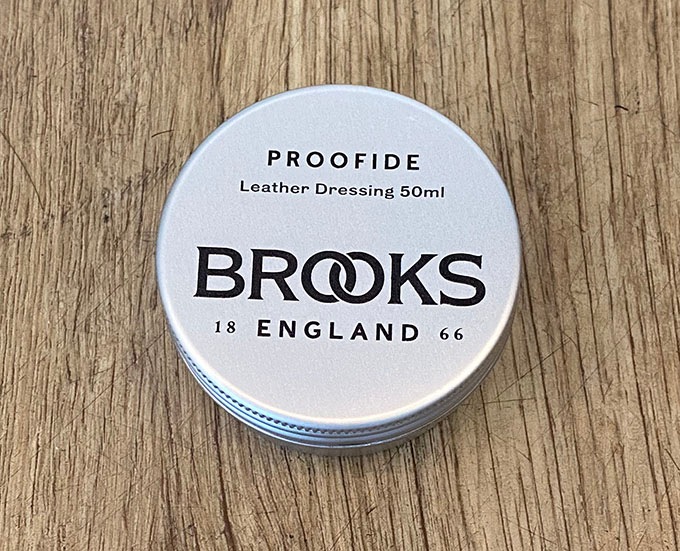 PROOFIDE
Leather Dressing 50ml
BROOKS
18 ENGLAND 66